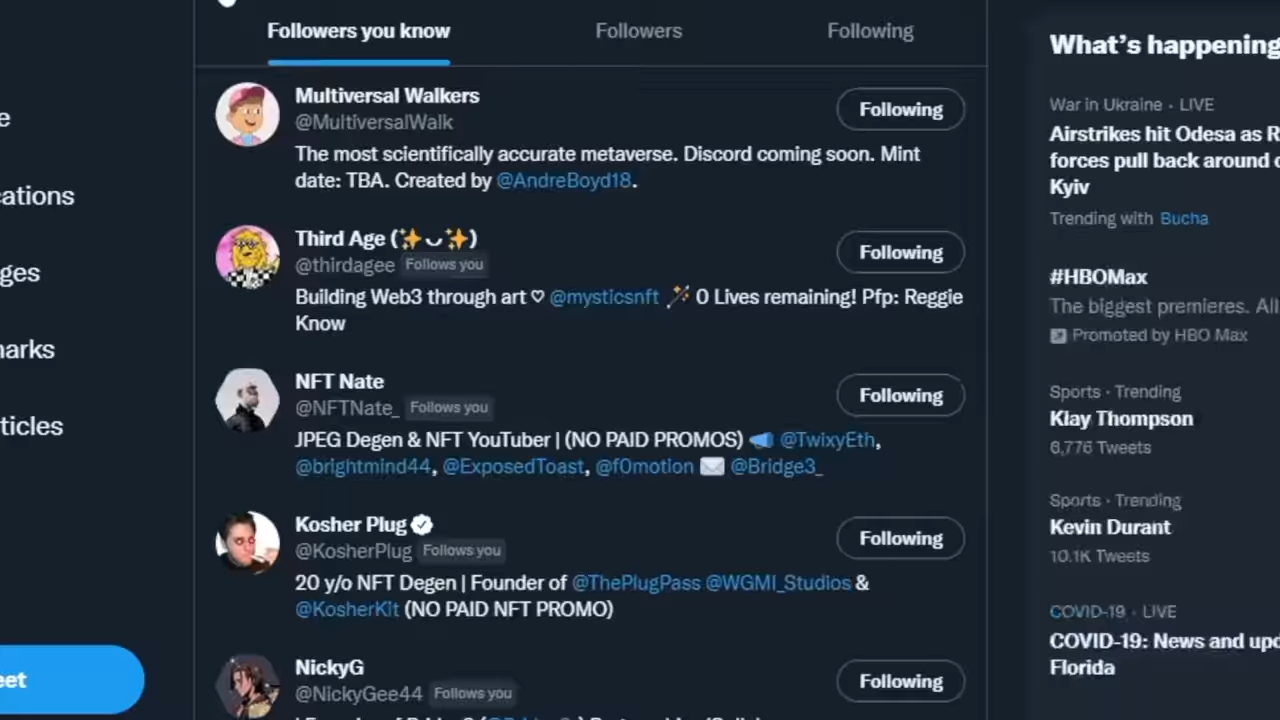 Followers you know
Followers
Following
Multiversal Walkers
@MultiversalWalk
Following
The most scientifically accurate metaverse. Discord coming soon. Mint
date: TBA. Created by @AndreBoyd18.
Third Age (✨ᴗ✨)
@thirdagee Follows you
Following
Building Web3 through art ♡ @mysticsnft 🪄 0 Lives remaining! Pfp: Reggie
Know
NFT Nate
@NFTNate_ Follows you
Following
JPEG Degen & NFT YouTuber | (NO PAID PROMOS) 📣 @TwixyEth,
@brightmind44, @ExposedToast, @f0motion ✉️ @Bridge3_
Kosher Plug
@KosherPlug Follows you
Following
20 y/o NFT Degen | Founder of @ThePlugPass @WGMI_Studios &
@KosherKit (NO PAID NFT PROMO)
NickyG
@NickyGee44 Follows you
Following
What's happening
War in Ukraine · LIVE
Airstrikes hit Odesa as R
forces pull back around
Kyiv
Trending with Bucha
#HBOMax
The biggest premieres. All
Promoted by HBO Max
Sports · Trending
Klay Thompson
6,776 Tweets
Sports · Trending
Kevin Durant
10.1K Tweets
COVID-19 · LIVE
COVID-19: News and upd
Florida
e
cations
ges
marks
ticles
eet